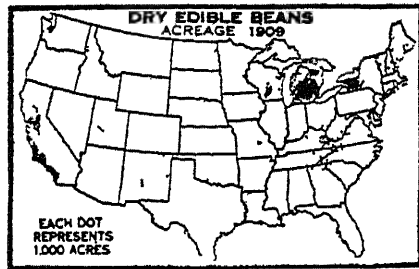 DRY EDIBLE BEANS
ACREAGE 1909
EACH DOT
REPRESENTS
1,000 ACRES